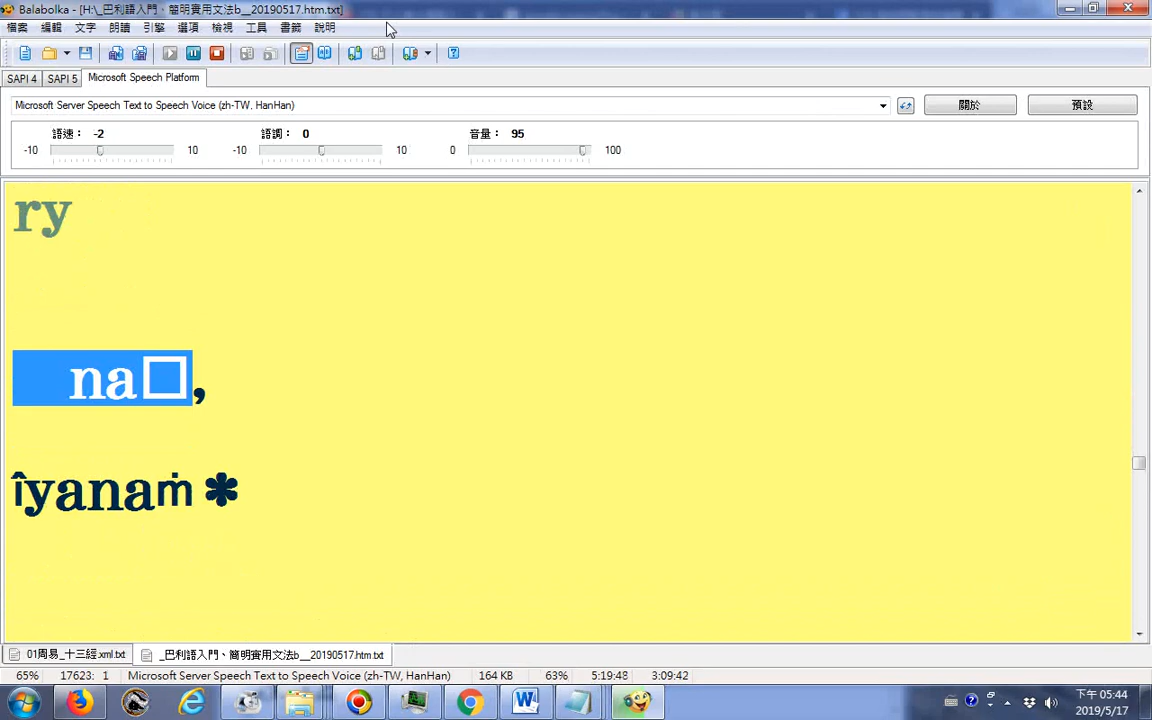 Balabolka - [H:\_巴利語入門、簡明實用文法b__20190517.htm.txt]
檔案 編輯 文字 朗讀 引擎 選項 檢視 工具 書籤 說明
SAPI 4 SAPI 5 Microsoft Speech Platform
Microsoft Server Speech Text to Speech Voice (zh-TW, HanHan)
關於
預設
語速： -2 語調： 0 音量： 95
-10 10 -10 10 0 100
ry
na□,
îyanaṁ✽
01周易_十三經.xml.txt _巴利語入門、簡明實用文法b__20190517.htm.txt
65% 17623: 1 Microsoft Server Speech Text to Speech Voice (zh-TW, HanHan) 164 KB 63% 5:19:48 3:09:42
下午 05:44
2019/5/17